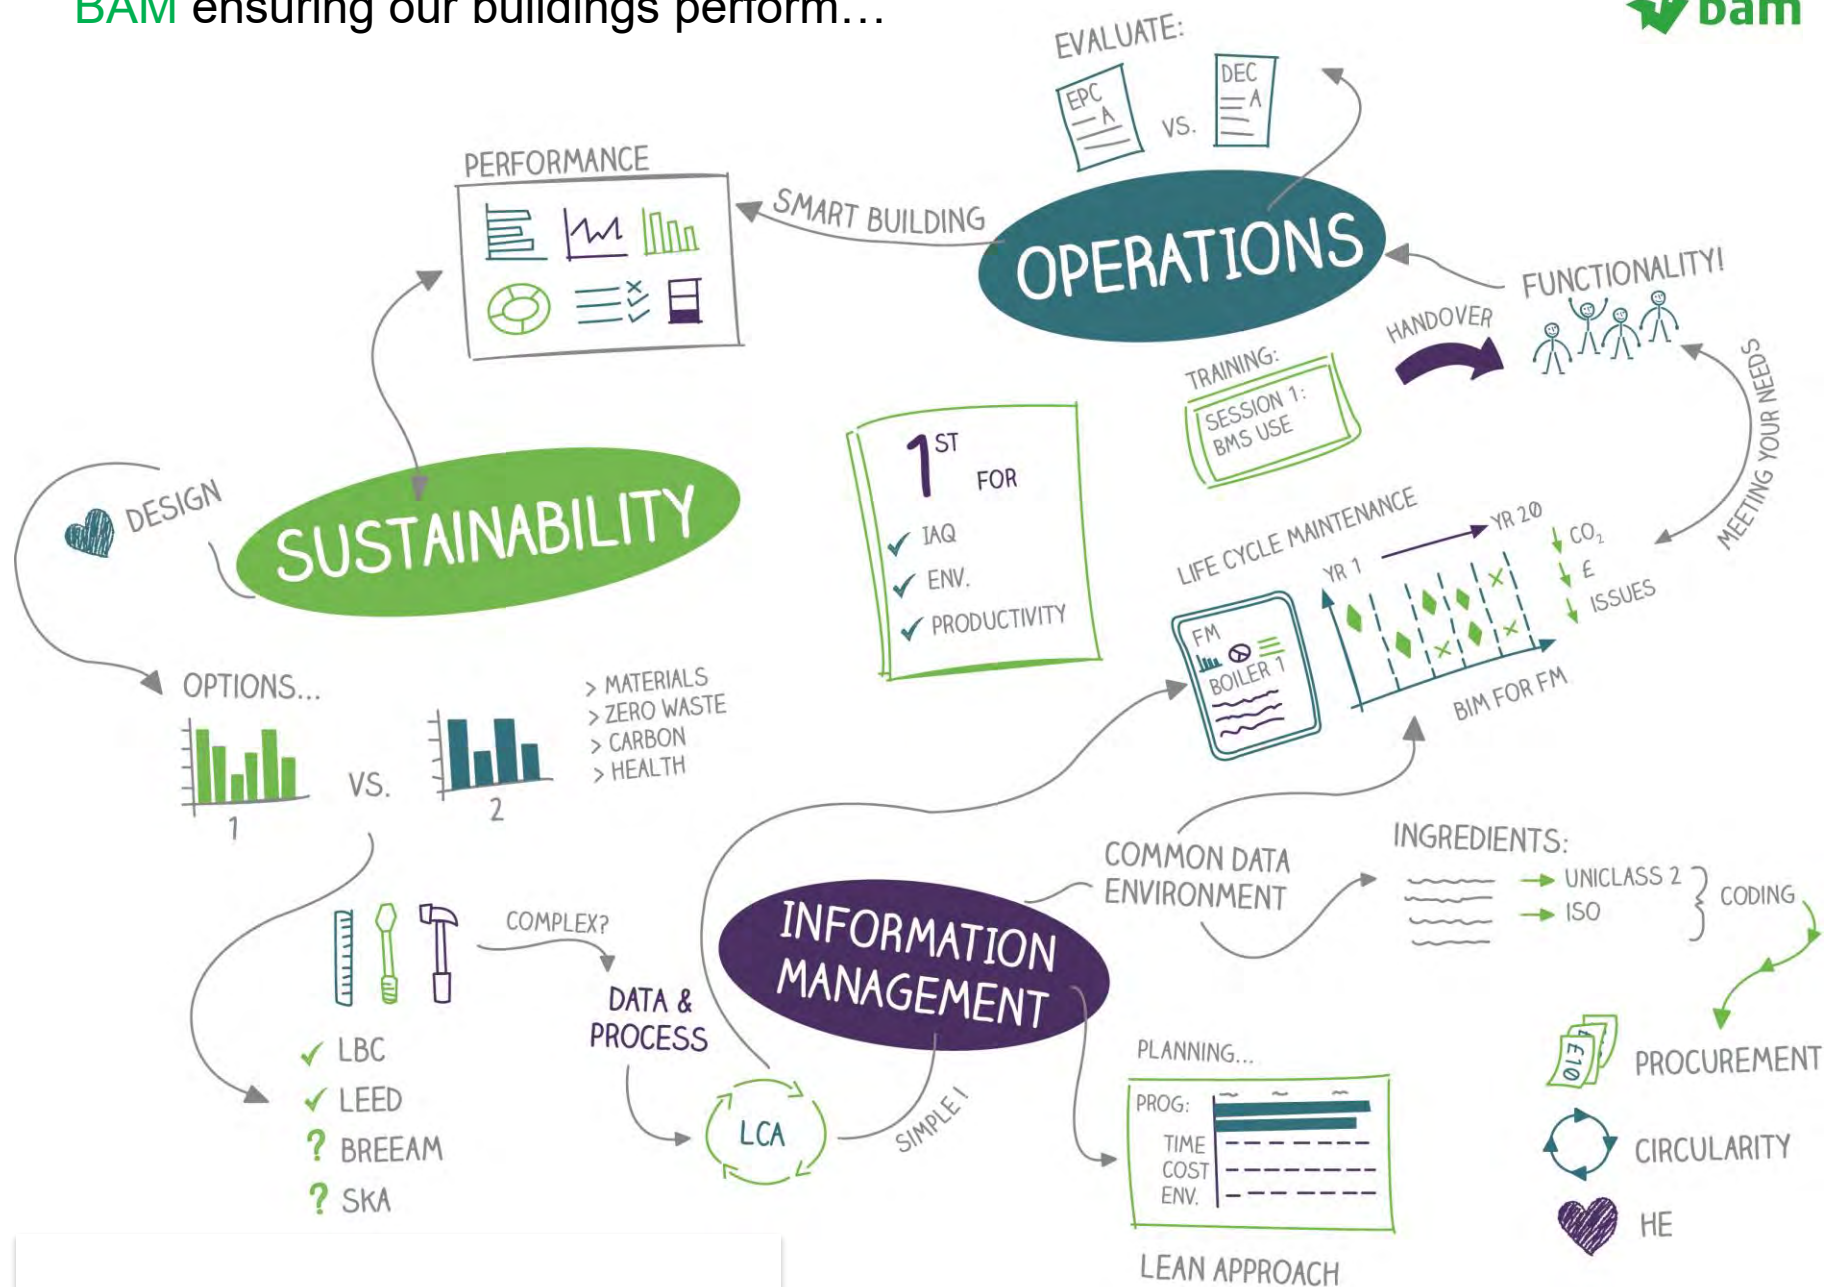 BAM ensuring our buildings perform…
bam
EVALUATE:
EPC
A
VS.
DEC
A
PERFORMANCE
SMART BUILDING
OPERATIONS
FUNCTIONALITY!
HANDOVER
TRAINING:
SESSION 1:
BMS USE
MEETING YOUR NEEDS
1ST
FOR
IAQ
ENV.
PRODUCTIVITY
DESIGN
SUSTAINABILITY
LIFE CYCLE MAINTENANCE
YR 1
YR 20
CO2
£
ISSUES
FM
BOILER 1
BIM FOR FM
OPTIONS...
1
VS.
2
> MATERIALS
> ZERO WASTE
> CARBON
> HEALTH
COMPLEX?
DATA &
PROCESS
LBC
LEED
? BREEAM
? SKA
LCA
SIMPLE!
INFORMATION
MANAGEMENT
COMMON DATA
ENVIRONMENT
INGREDIENTS:
UNICLASS 2
ISO
CODING
PLANNING...
PROG:
TIME
COST
ENV.
LEAN APPROACH
£10
PROCUREMENT
CIRCULARITY
HE